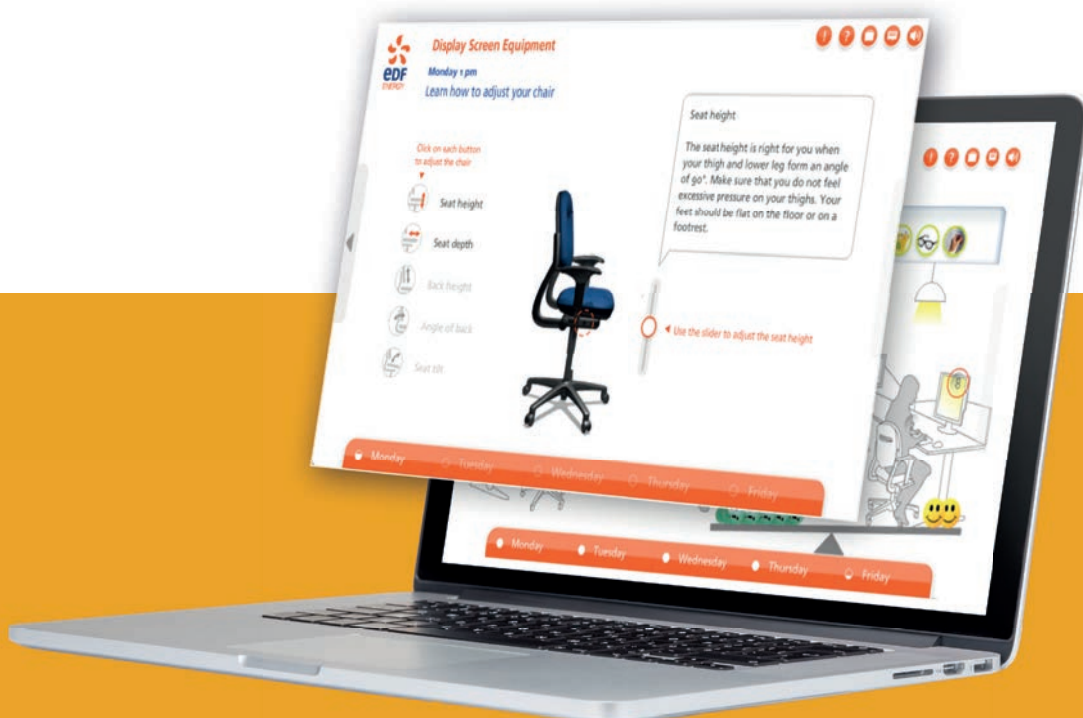 Display Screen Equipment
eDF
ENERGY
Monday 1 pm
Learn how to adjust your chair
Click on each button
to adjust the chair
Seat height
Seat depth
Back height
Angle of back
Seat tilt
Seat height
The seat height is right for you when
your thigh and lower leg form an angle
of 90°. Make sure that you do not feel
excessive pressure on your thighs. Your
feet should be flat on the floor or on a
footrest.
Use the slider to adjust the seat height
Monday Tuesday Wednesday Thursday Friday
Monday Tuesday Wednesday Thursday Friday